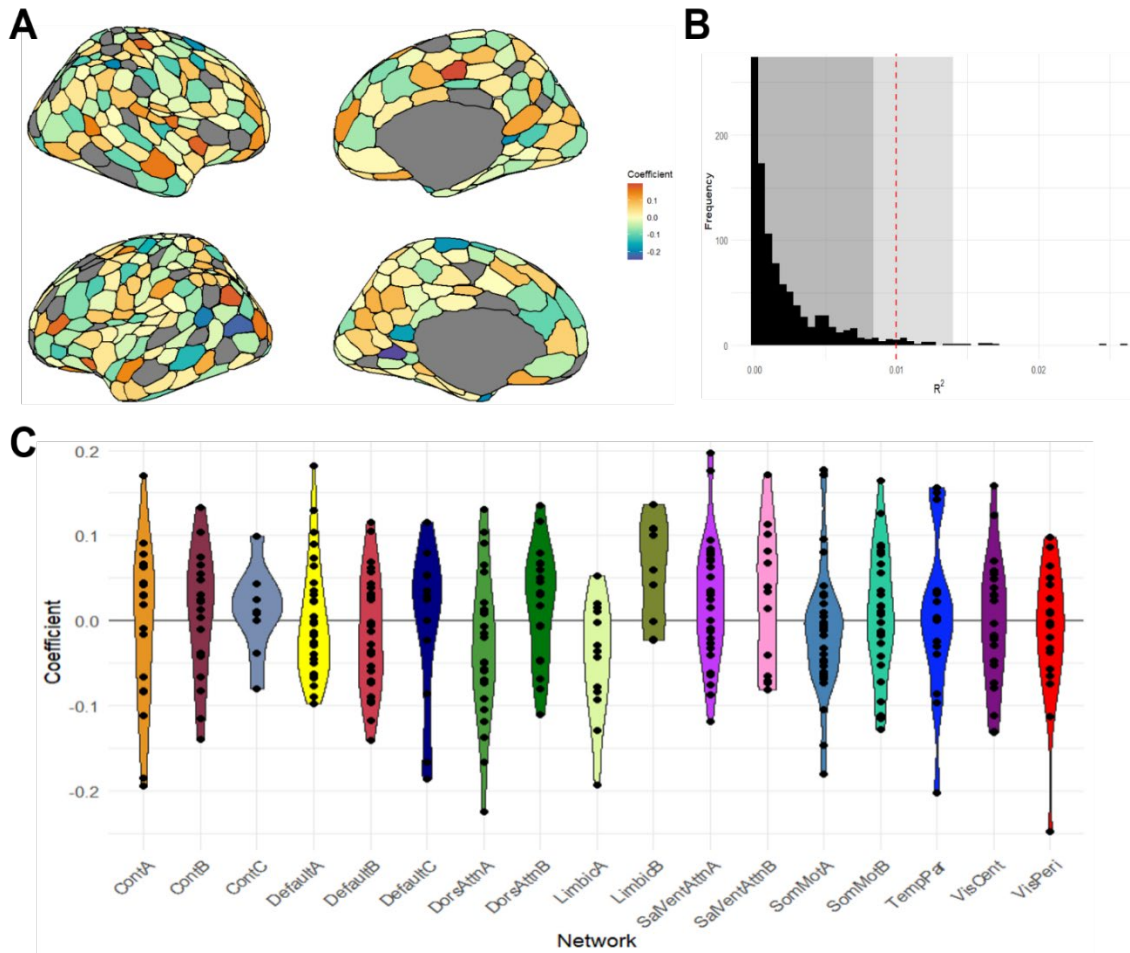 A
Coefficient
0.1
0.0
-0.1
-0.2
B
Frequency
200
100
0
0.00
0.01
0.02
R²
C
Coefficient
0.2
0.1
0.0
-0.1
-0.2
ContA
ContB
ContC
DefaultA
DefaultB
DefaultC
DorsAttnA
DorsAttnB
LimbicA
LimbicB
SalVentAttnA
SalVentAttnB
SomMotA
SomMotB
TempPar
VisCent
VisPeri
Network